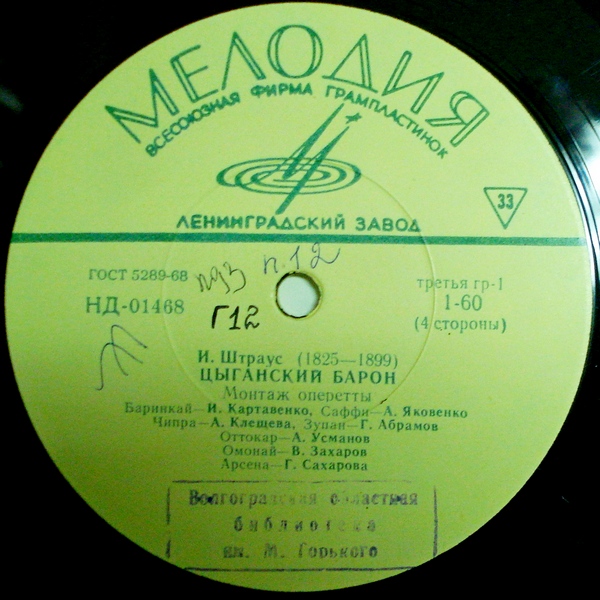 МЕЛОДИЯ
ВСЕСОЮЗНАЯ ФИРМА ГРАМПЛАСТИНОК
33
ЛЕНИНГРАДСКИЙ ЗАВОД
п.12
ГОСТ 5289-68
третья гр-1
НД-01468
Г12
1-60
(4 стороны)
И. Штраус (1825—1899)
ЦЫГАНСКИЙ БАРОН
Монтаж оперетты
Баринкай—И. Картавенко, Саффи—А. Яковенко
Чипра—А. Клещева, Зупан—Г. Абрамов
Оттокар—А. Усманов
Омонай—В. Захаров
Арсена—Г. Сахарова
Волгоградская областная
библиотека
им. М. Горького